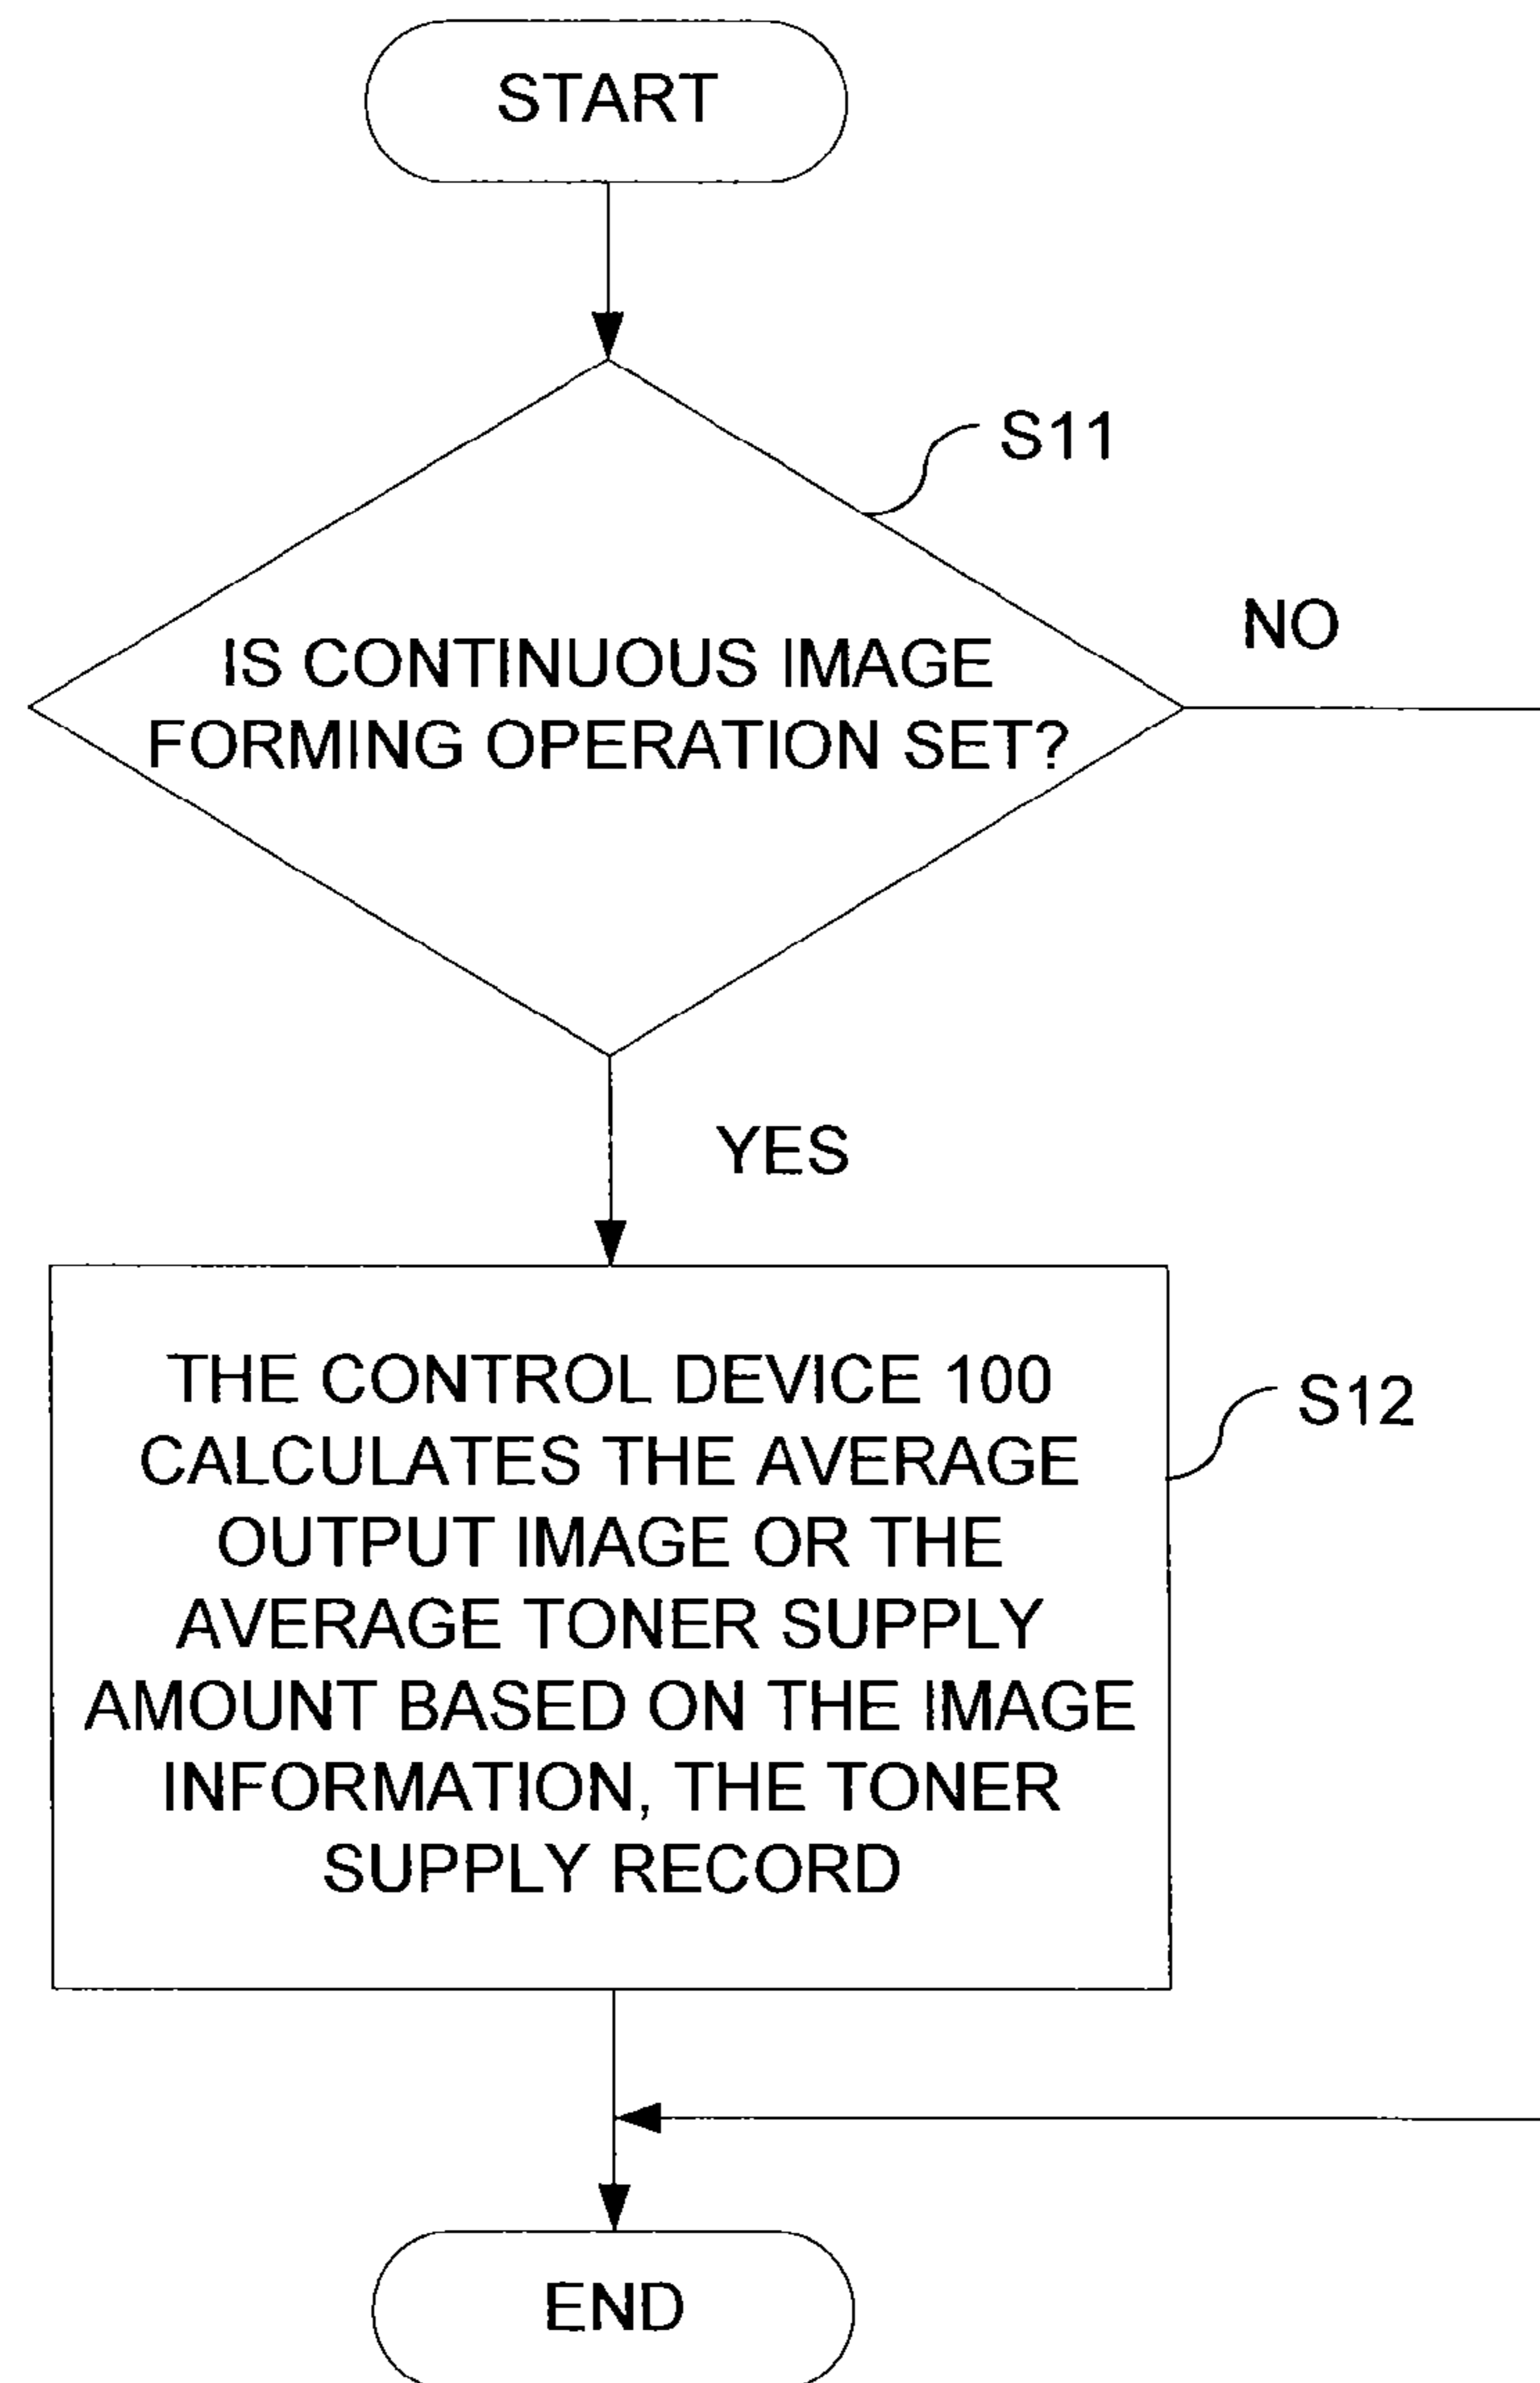 START
S11
NO
IS CONTINUOUS IMAGE
FORMING OPERATION SET?
YES
THE CONTROL DEVICE 100
CALCULATES THE AVERAGE
OUTPUT IMAGE OR THE
AVERAGE TONER SUPPLY
AMOUNT BASED ON THE IMAGE
INFORMATION, THE TONER
SUPPLY RECORD
S12
END